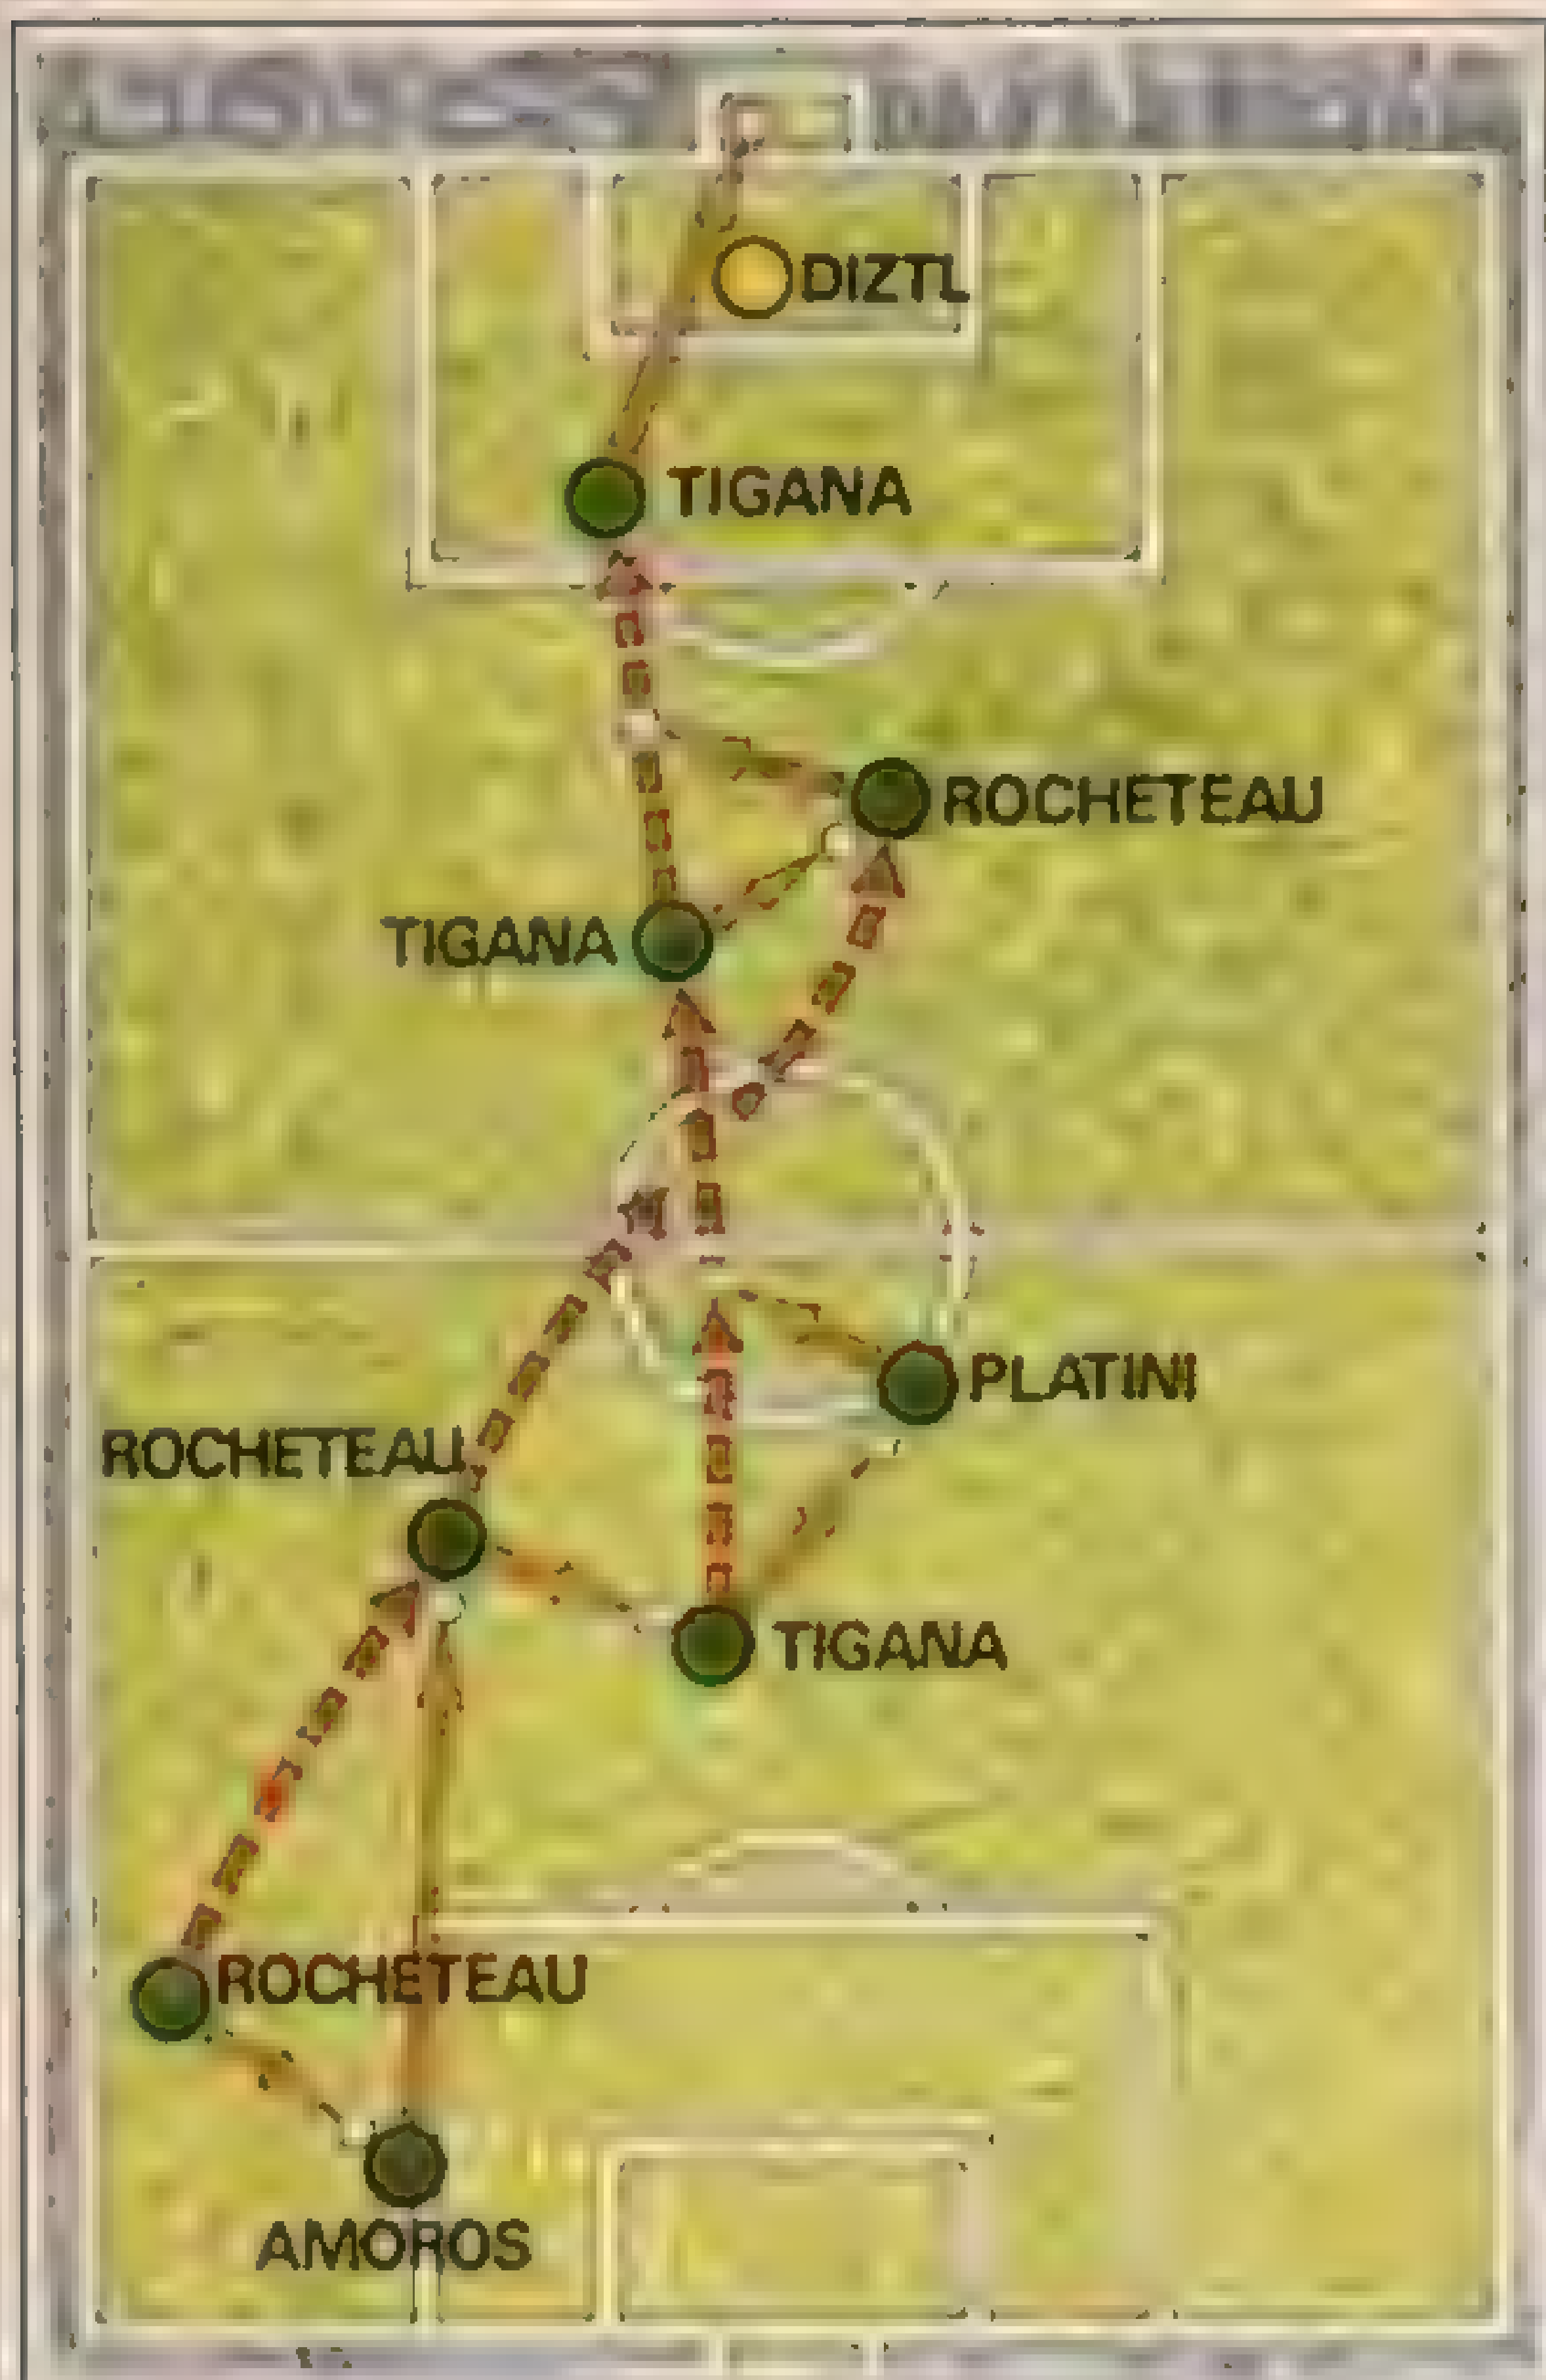 DIZTL
TIGANA
ROCHETEAU
TIGANA
PLATINI
ROCHETEAU
TIGANA
ROCHETEAU
AMOROS